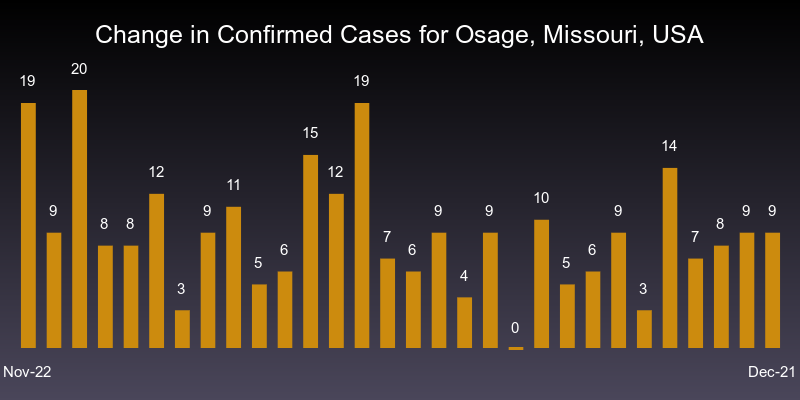 Change in Confirmed Cases for Osage, Missouri, USA
19 9 20 8 8 12 3 9 11 5 6 15 12 19 7 6 9 4 9 0 10 5 6 9 3 14 7 8 9 9
Nov-22 Dec-21